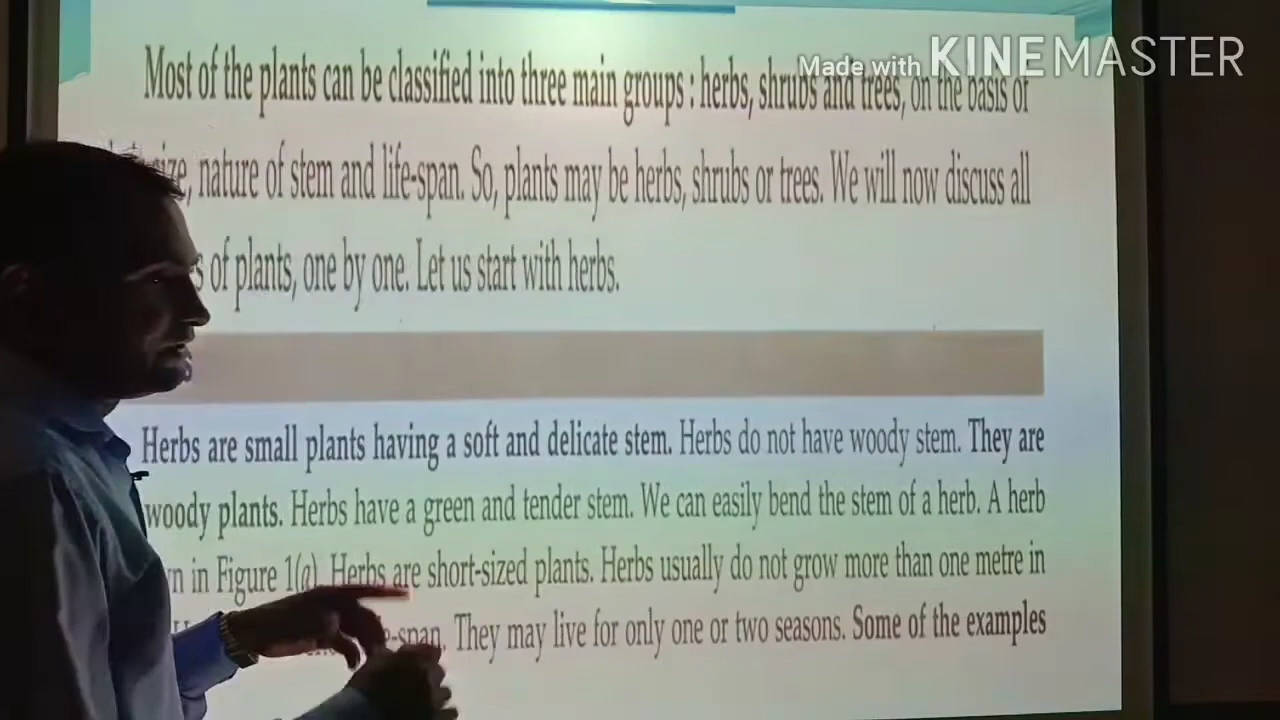 Made with KINEMASTER
Most of the plants can be classified into three main groups : herbs, shrubs and trees, on the basis of
size, nature of stem and life-span. So, plants may be herbs, shrubs or trees. We will now discuss all
of plants, one by one. Let us start with herbs.
Herbs are small plants having a soft and delicate stem. Herbs do not have woody stem. They are
woody plants. Herbs have a green and tender stem. We can easily bend the stem of a herb. A herb
in Figure 1(a). Herbs are short-sized plants. Herbs usually do not grow more than one metre in
-span. They may live for only one or two seasons. Some of the examples